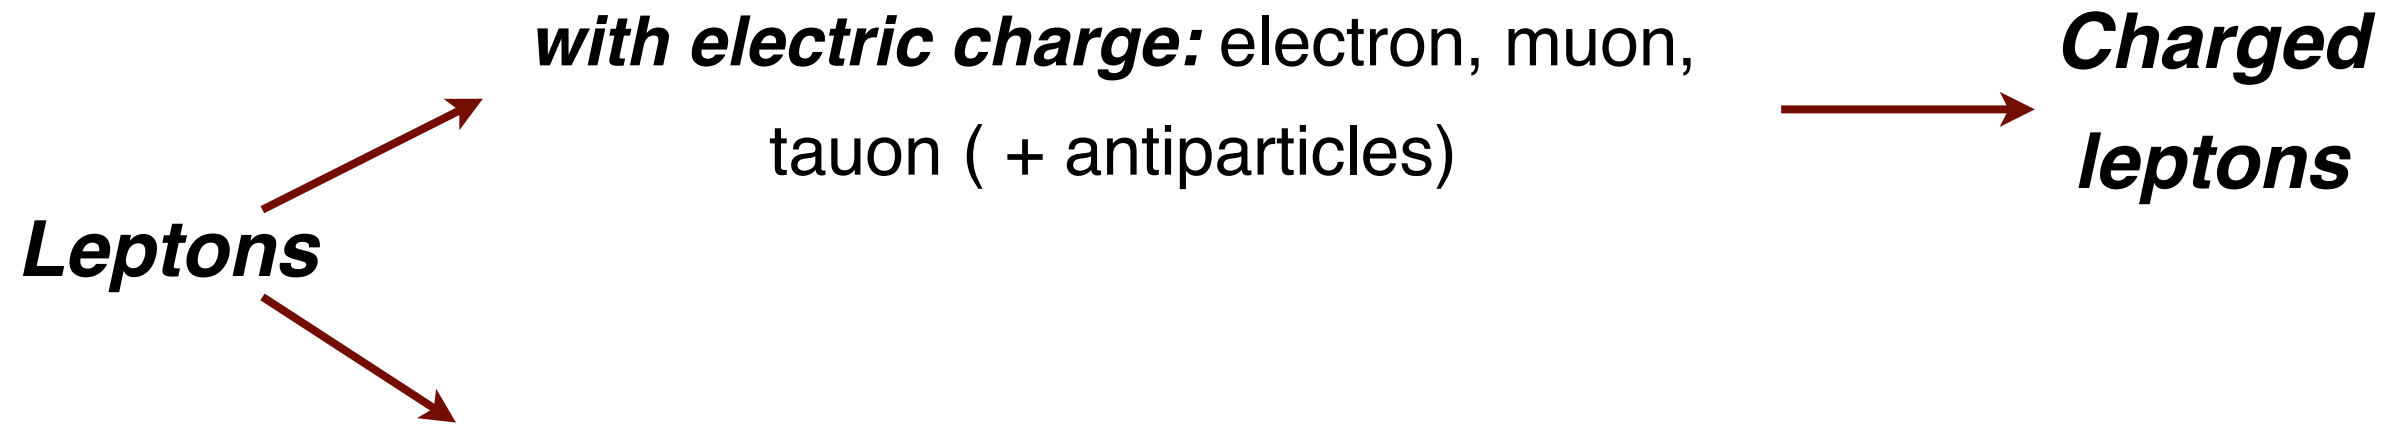 with electric charge: electron, muon,
tauon ( + antiparticles)
Charged
leptons
Leptons